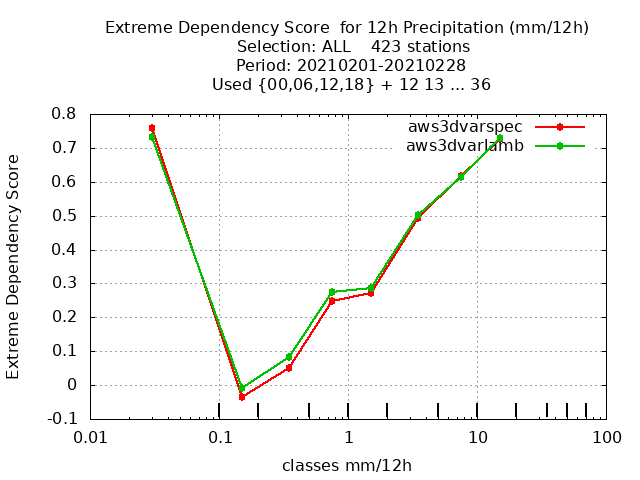 Extreme Dependency Score  for 12h Precipitation (mm/12h)
Selection: ALL    423 stations
Period: 20210201-20210228
Used {00,06,12,18} + 12 13 ... 36
aws3dvarspec
aws3dvarlamb
Extreme Dependency Score
0.8
0.7
0.6
0.5
0.4
0.3
0.2
0.1
0
-0.1
0.01
0.1
1
10
100
classes mm/12h